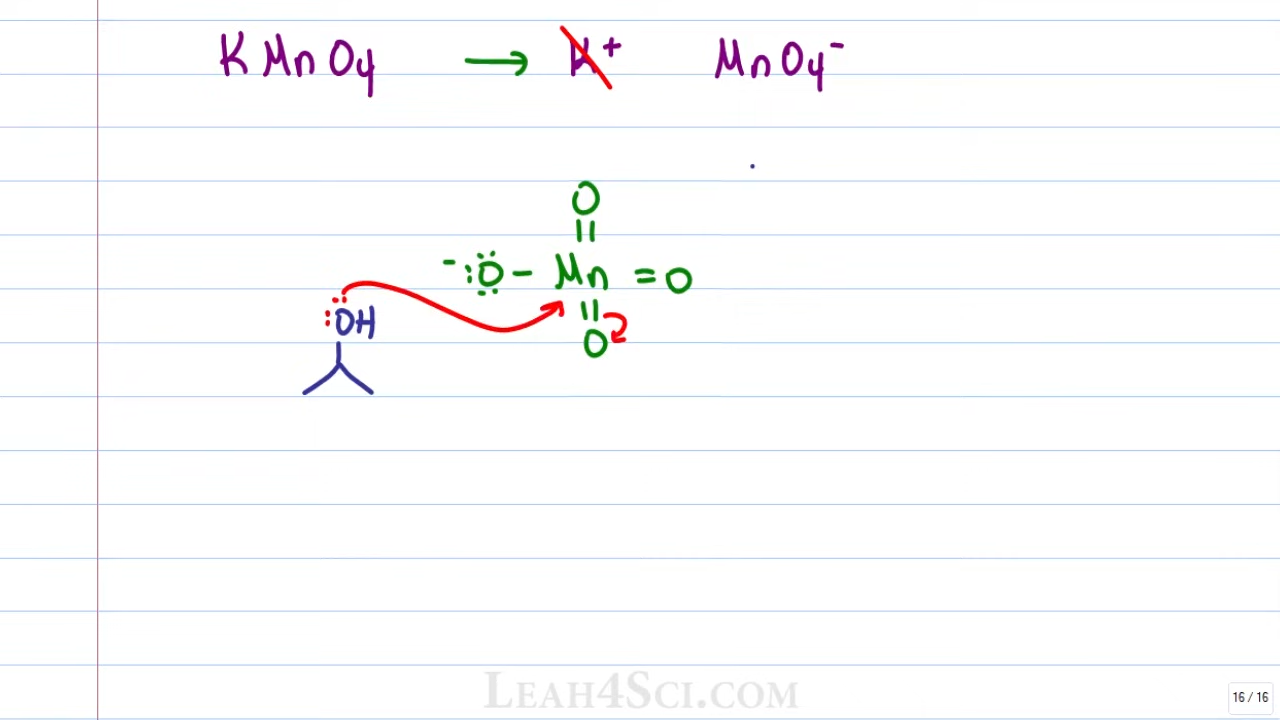 KMnO4 → K+ MnO4-
O
||
- :O - Mn = O
||
:OH
O
LEAH4SCI.COM
16 / 16